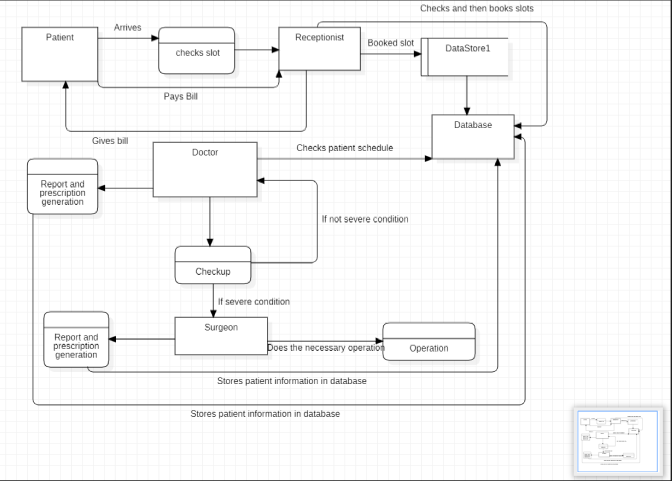 Checks and then books slots
Arrives
Patient
checks slot
Receptionist
Booked slot
DataStore1
Pays Bill
Database
Gives bill
Doctor
Checks patient schedule
Report and
prescription
generation
If not severe condition
Checkup
If severe condition
Surgeon
Report and
prescription
generation
Does the necessary operation
Operation
Stores patient information in database
Stores patient information in database